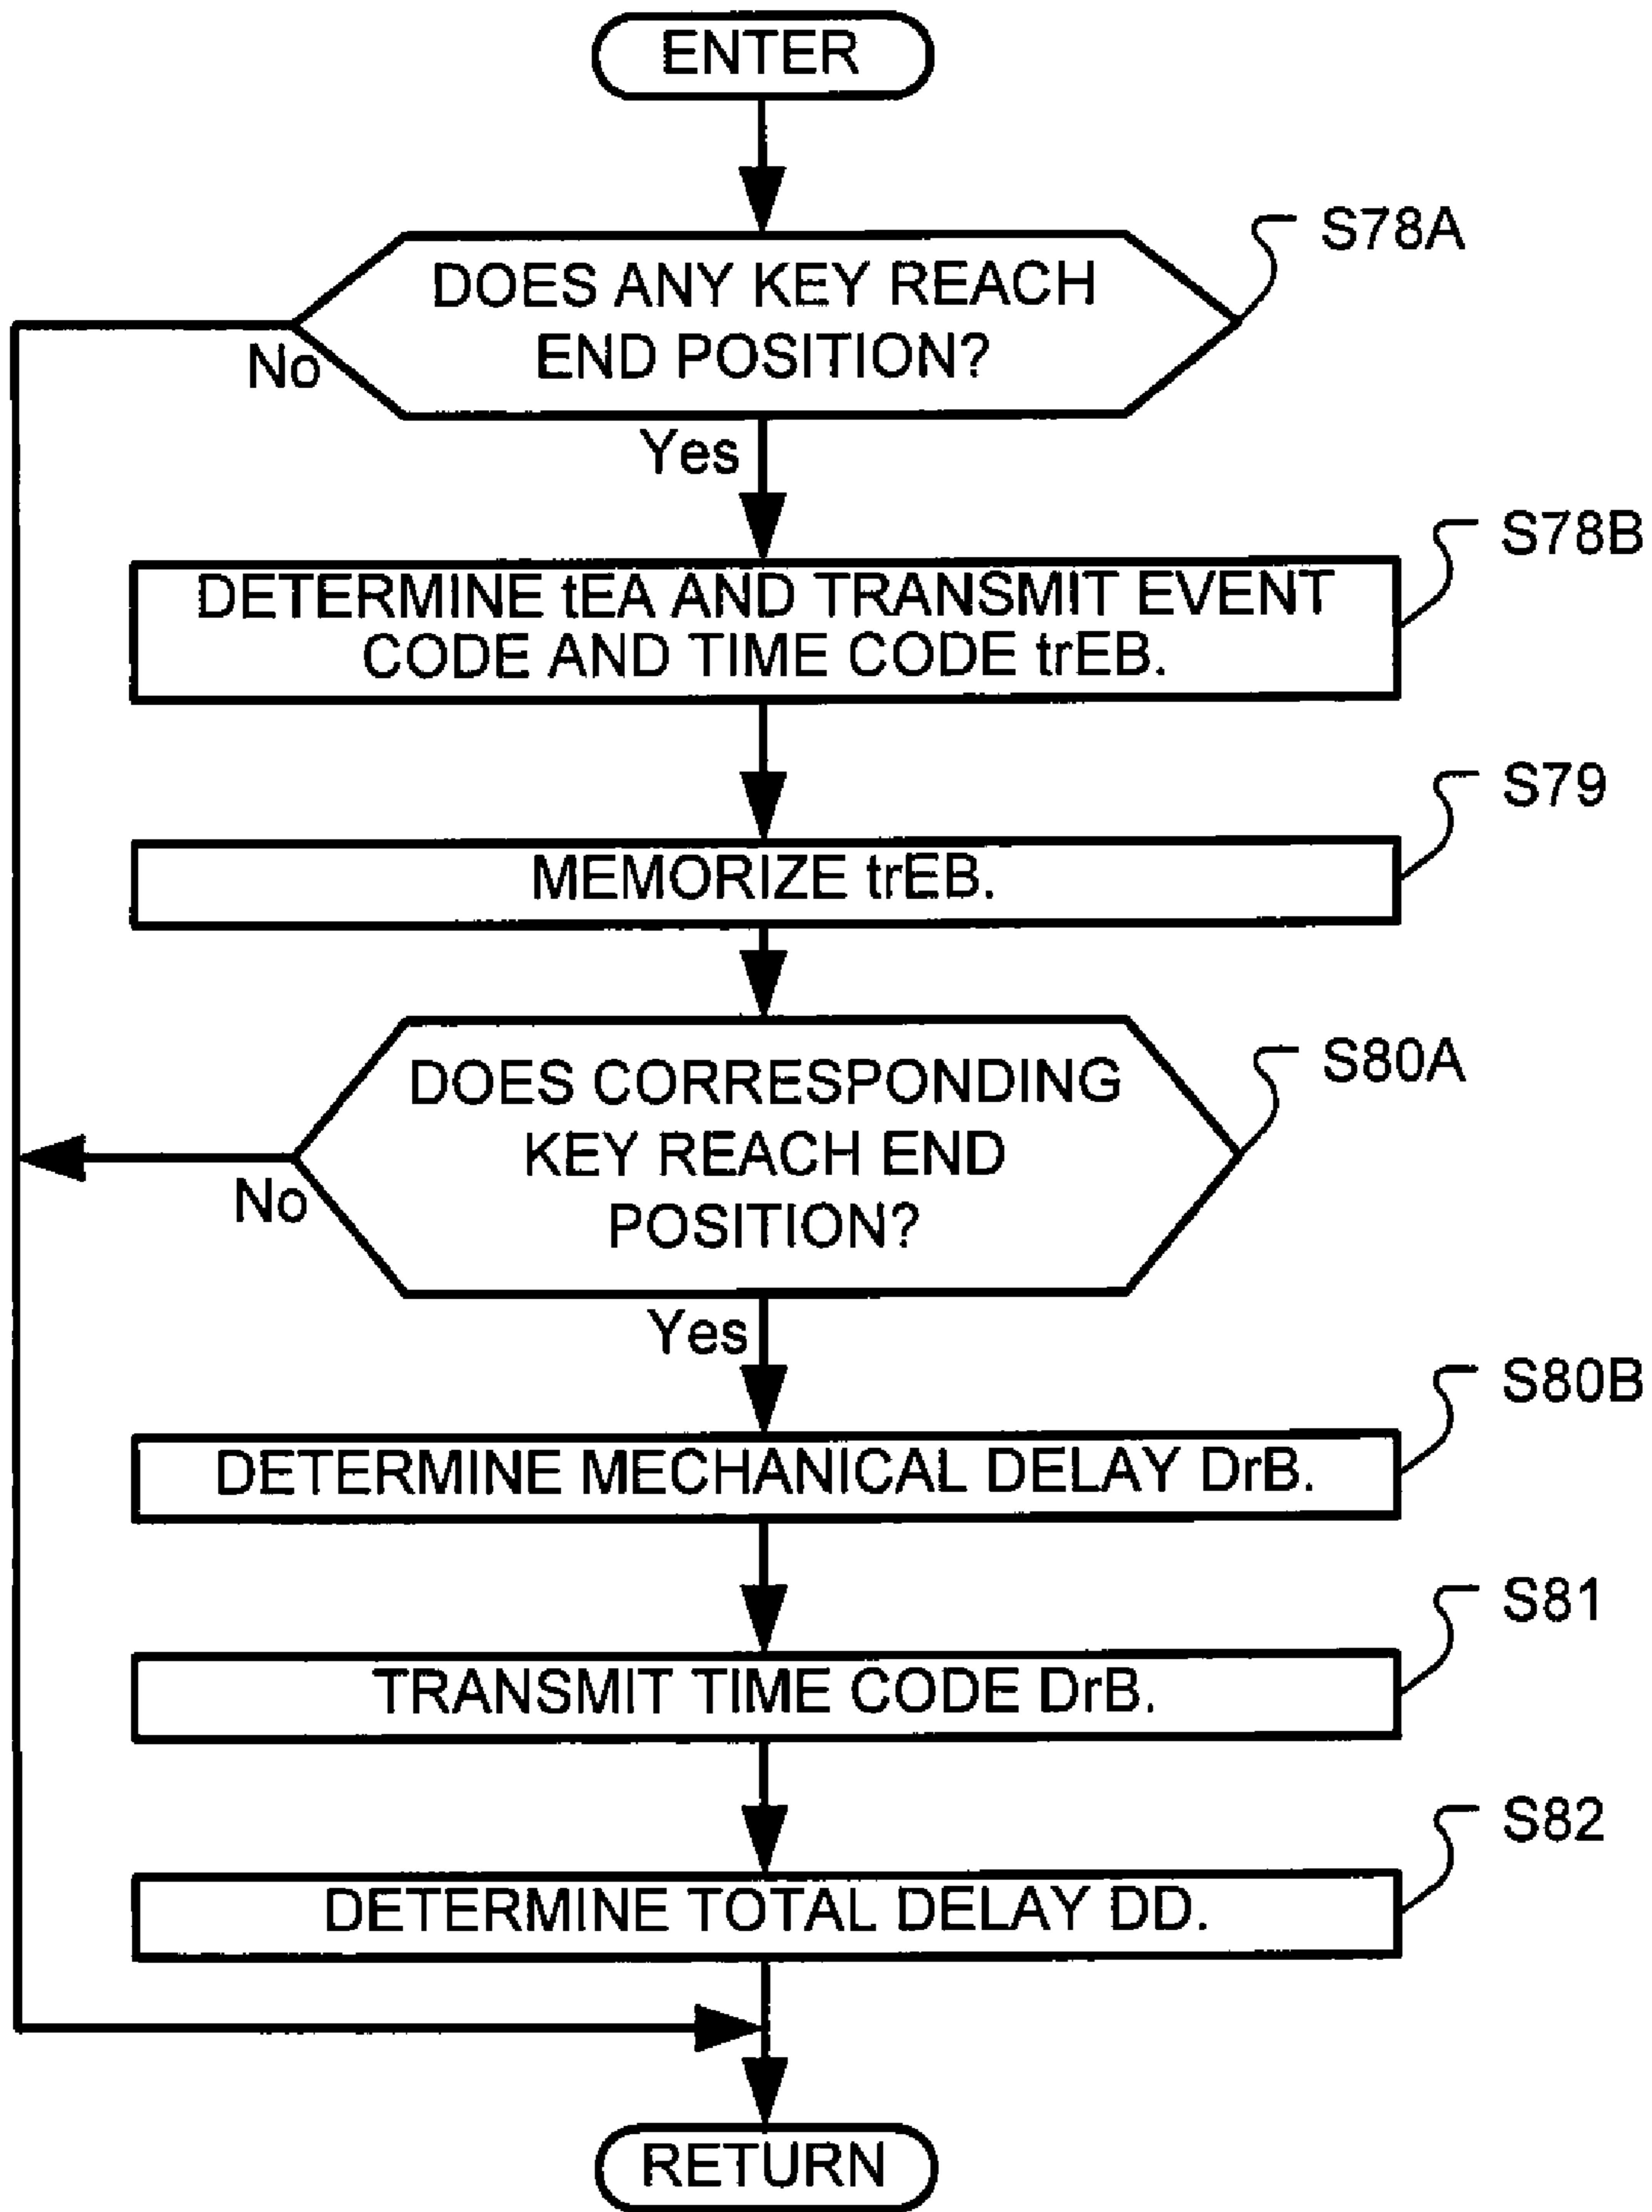 ENTER
S78A
DOES ANY KEY REACH
END POSITION?
No
Yes
S78B
DETERMINE tEA AND TRANSMIT EVENT
CODE AND TIME CODE trEB.
S79
MEMORIZE trEB.
S80A
DOES CORRESPONDING
KEY REACH END
POSITION?
No
Yes
S80B
DETERMINE MECHANICAL DELAY DrB.
S81
TRANSMIT TIME CODE DrB.
S82
DETERMINE TOTAL DELAY DD.
RETURN